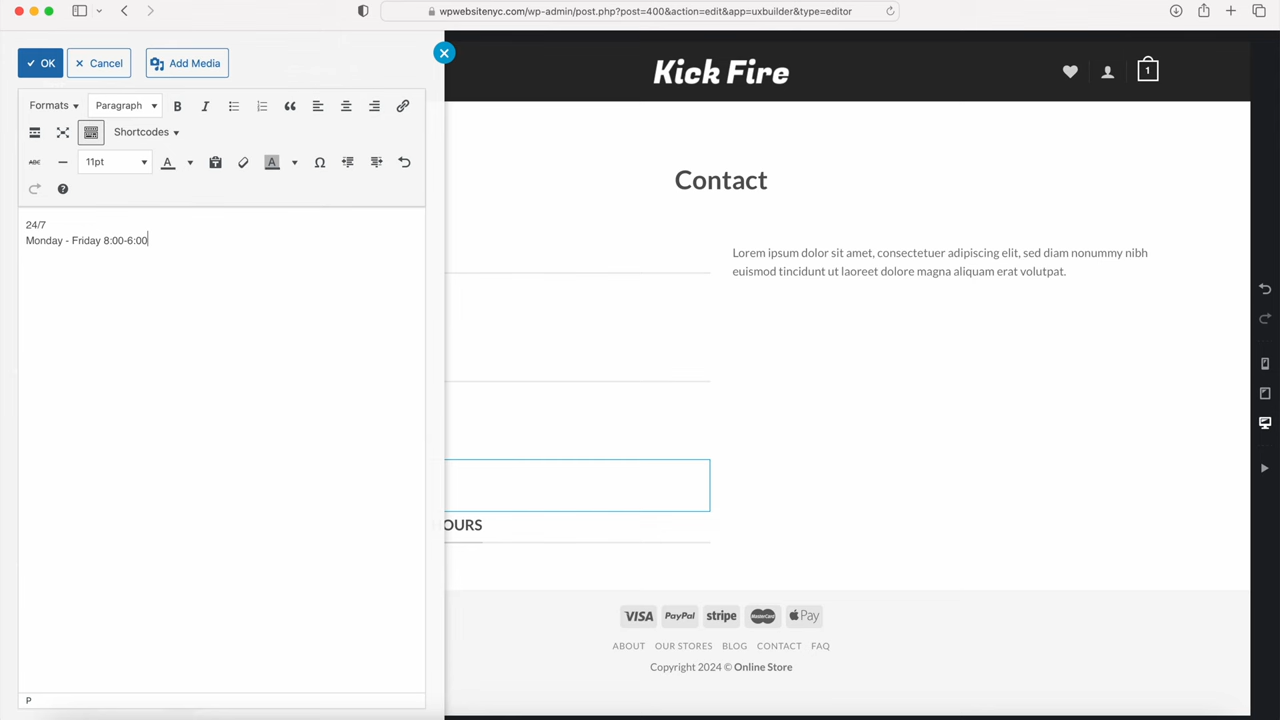 wpwebsitenyc.com/wp-admin/post.php?post=400&action=edit&app=uxbuilder&type=editor
OK
Cancel
Add Media
Formats
Paragraph
B
I
Shortcodes
ABC
11pt
A
A
Ω
24/7
Monday - Friday 8:00-6:00
P
Kick Fire
1
Contact
Lorem ipsum dolor sit amet, consectetuer adipiscing elit, sed diam nonummy nibh
euismod tincidunt ut laoreet dolore magna aliquam erat volutpat.
OURS
VISA PayPal stripe MasterCard Pay
ABOUT OUR STORES BLOG CONTACT FAQ
Copyright 2024 © Online Store